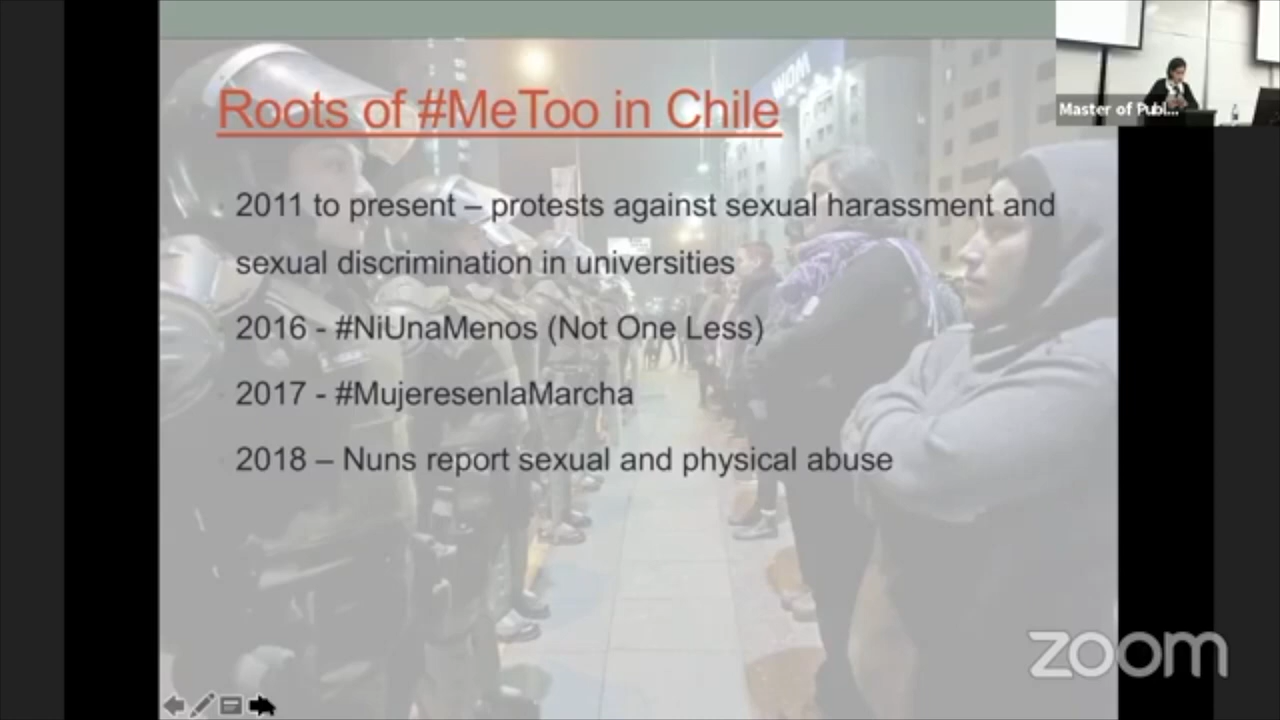 WOM
Roots of #MeToo in Chile
Master of Publ...
2011 to present – protests against sexual harassment and
sexual discrimination in universities
2016 - #NiUnaMenos (Not One Less)
2017 - #MujeresenlaMarcha
2018 – Nuns report sexual and physical abuse
zoom